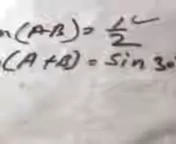 n(A-B) = 1/2
(A+B) = sin 30